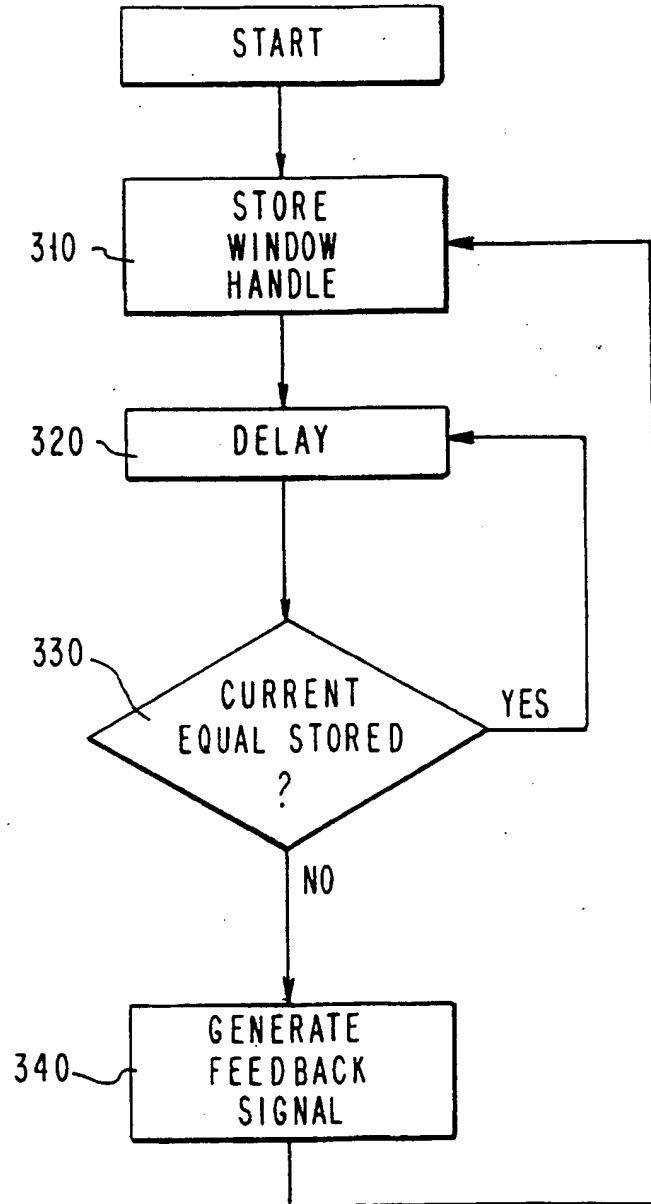 START
310
STORE
WINDOW
HANDLE
320
DELAY
330
CURRENT
EQUAL STORED
?
YES
NO
340
GENERATE
FEEDBACK
SIGNAL